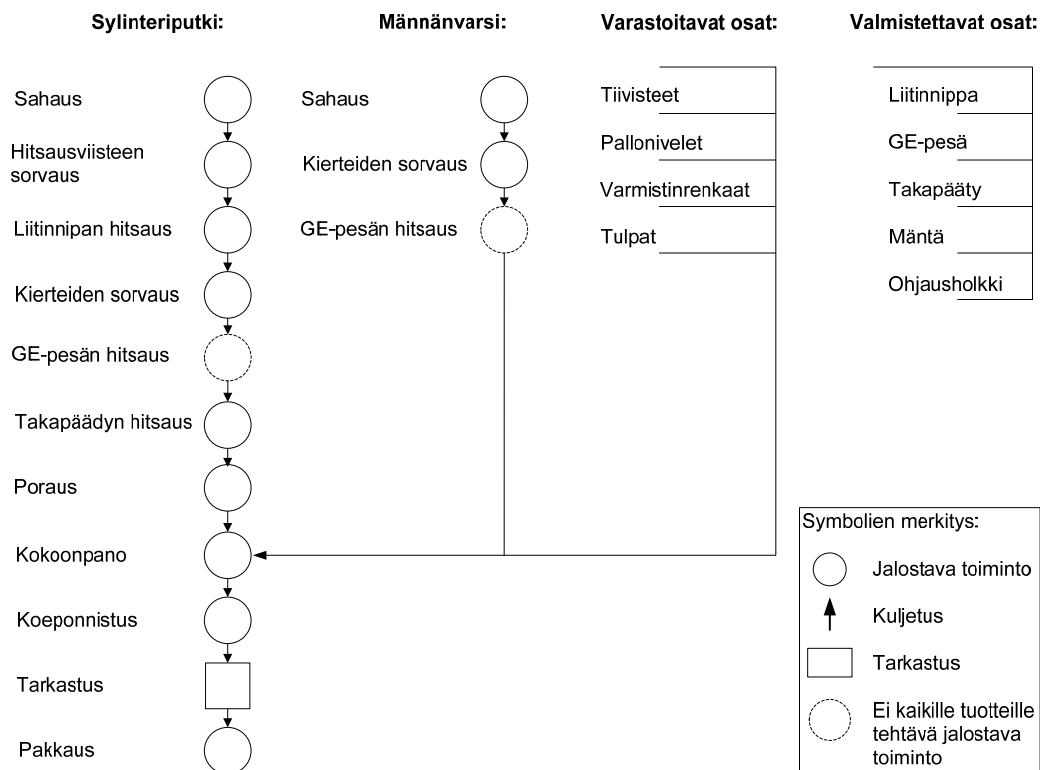 Sylinteriputki:
Sahaus
Hitsausviisteen
sorvaus
Liitinnipan hitsaus
Kierteiden sorvaus
GE-pesän hitsaus
Takapäädyn hitsaus
Poraus
Kokoonpano
Koeponnistus
Tarkastus
Pakkaus
Männänvarsi:
Sahaus
Kierteiden sorvaus
GE-pesän hitsaus
Varastoitavat osat:
Tiivisteet
Pallonivelet
Varmistinrenkaat
Tulpat
Valmistettavat osat:
Liitinnippa
GE-pesä
Takapääty
Mäntä
Ohjausholkki
Symbolien merkitys:
Jalostava toiminto
Kuljetus
Tarkastus
Ei kaikille tuotteille
tehtävä jalostava
toiminto